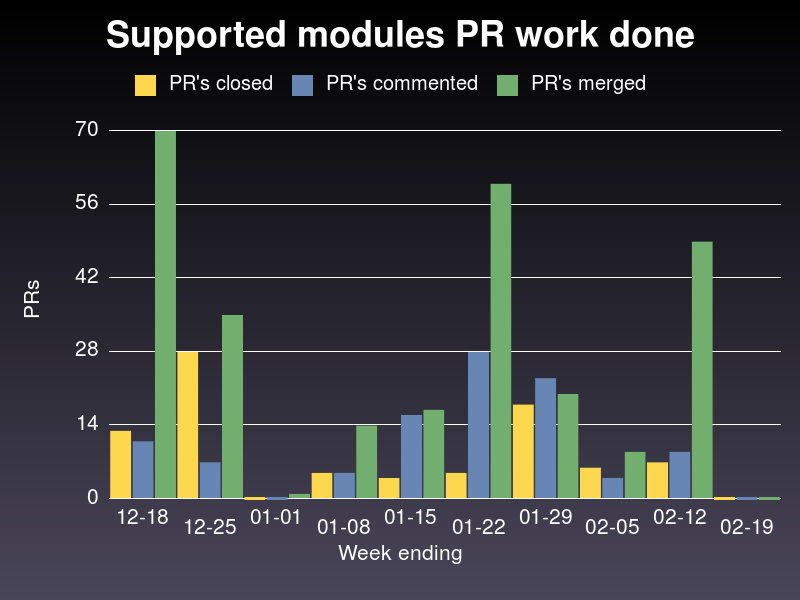 Supported modules PR work done
PR's closed PR's commented PR's merged
70
56
42
28
14
0
PRs
12-18 12-25 01-01 01-08 01-15 01-22 01-29 02-05 02-12 02-19
Week ending